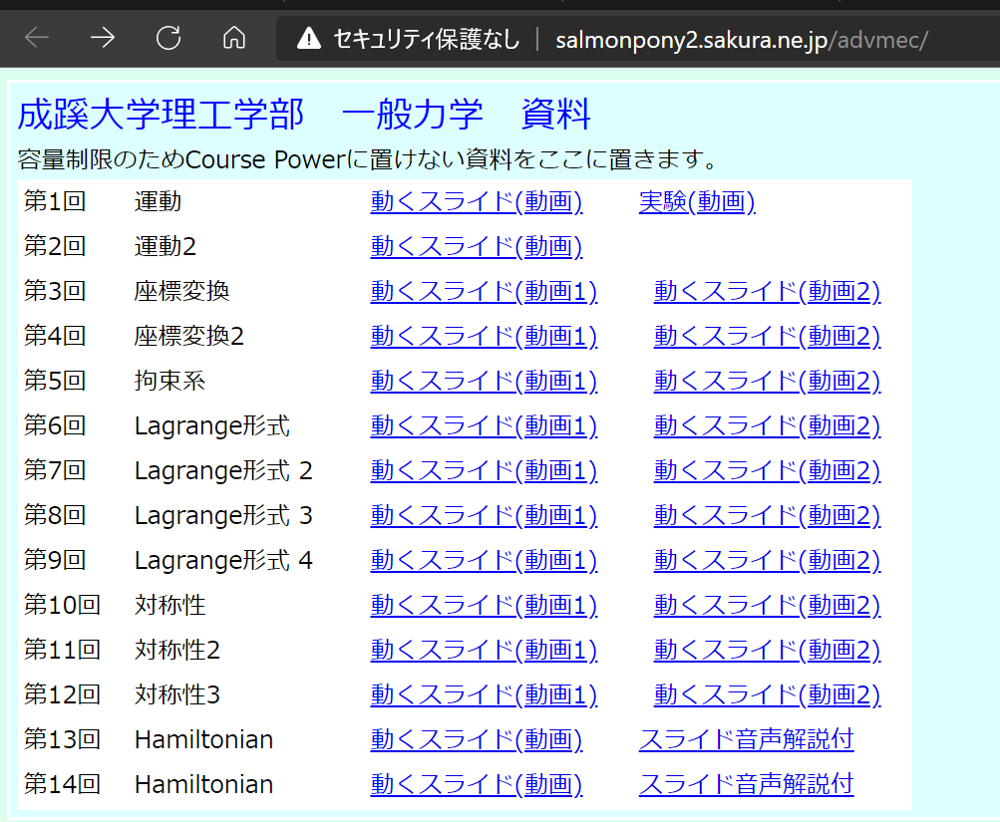 セキュリティ保護なし | salmonpony2.sakura.ne.jp/advmec/
成蹊大学理工学部　一般力学　資料
容量制限のためCourse Powerに置けない資料をここに置きます。
第1回 運動 動くスライド(動画) 実験(動画)
第2回 運動2 動くスライド(動画)
第3回 座標変換 動くスライド(動画1) 動くスライド(動画2)
第4回 座標変換2 動くスライド(動画1) 動くスライド(動画2)
第5回 拘束系 動くスライド(動画1) 動くスライド(動画2)
第6回 Lagrange形式 動くスライド(動画1) 動くスライド(動画2)
第7回 Lagrange形式 2 動くスライド(動画1) 動くスライド(動画2)
第8回 Lagrange形式 3 動くスライド(動画1) 動くスライド(動画2)
第9回 Lagrange形式 4 動くスライド(動画1) 動くスライド(動画2)
第10回 対称性 動くスライド(動画1) 動くスライド(動画2)
第11回 対称性2 動くスライド(動画1) 動くスライド(動画2)
第12回 対称性3 動くスライド(動画1) 動くスライド(動画2)
第13回 Hamiltonian 動くスライド(動画) スライド音声解説付
第14回 Hamiltonian 動くスライド(動画) スライド音声解説付